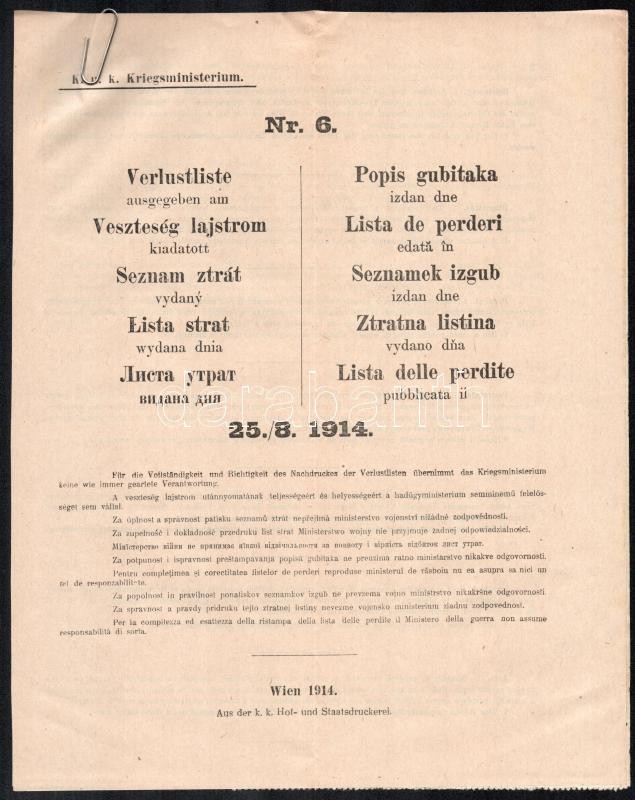 K. u. k. Kriegsministerium.
Nr. 6.
Verlustliste
ausgegeben am
Veszteség lajstrom
kiadatott
Seznam ztrát
vydaný
Łista strat
wydana dnia
Листа утрат
видана дня
Popis gubitaka
izdan dne
Lista de perderi
edată în
Seznamek izgub
izdan dne
Ztratna listina
vydano dňa
Lista delle perdite
pubblicata il
25./8. 1914.
Für die Vollständigkeit und Richtigkeit des Nachdruckes der Verlustlisten übernimmt das Kriegsministerium
keine wie immer geartete Verantwortung.
A veszteség lajstrom utánnyomatának teljességeért és helyességeért a hadügyministerium semminemű felelős-
séget sem vállal.
Za úplnost a správnost patisku seznamů ztrát nepřejímá ministerstvo vojenství nižádné zodpovědnosti.
Za zupełność i dokładność przedruku list strat Ministerstwo wojny nie przyjmuje żadnej odpowiedzialności.
Міністерство війни не принимає ніякої відвічальности за повноту і вірність відбиток лист утрат.
Za potpunost i ispravnost preštampavanja popisá gubitaka ne preuzima ratno ministarstvo nikakve odgovornosti.
Pentru completimea și corectitatea listelor de perderi reproduse ministerul de răsboiu nu ea asupra sa nici un
fel de responzabilitate.
Za popolnost in pravilnost ponatiskov seznamkov izgub ne prevzema vojno ministrstvo nikakršne odgovornosti.
Za spravnost a pravdy pridruku tejto ztratnej listiny nevezme vojensko ministerium žiadnu zodpovednost.
Per la compitezza ed esattezza della ristampa della lista delle perdite il Ministero della guerra non assume
responsabilità di sorta.
Wien 1914.
Aus der k. k. Hof- und Staatsdruckerei.
darabanth